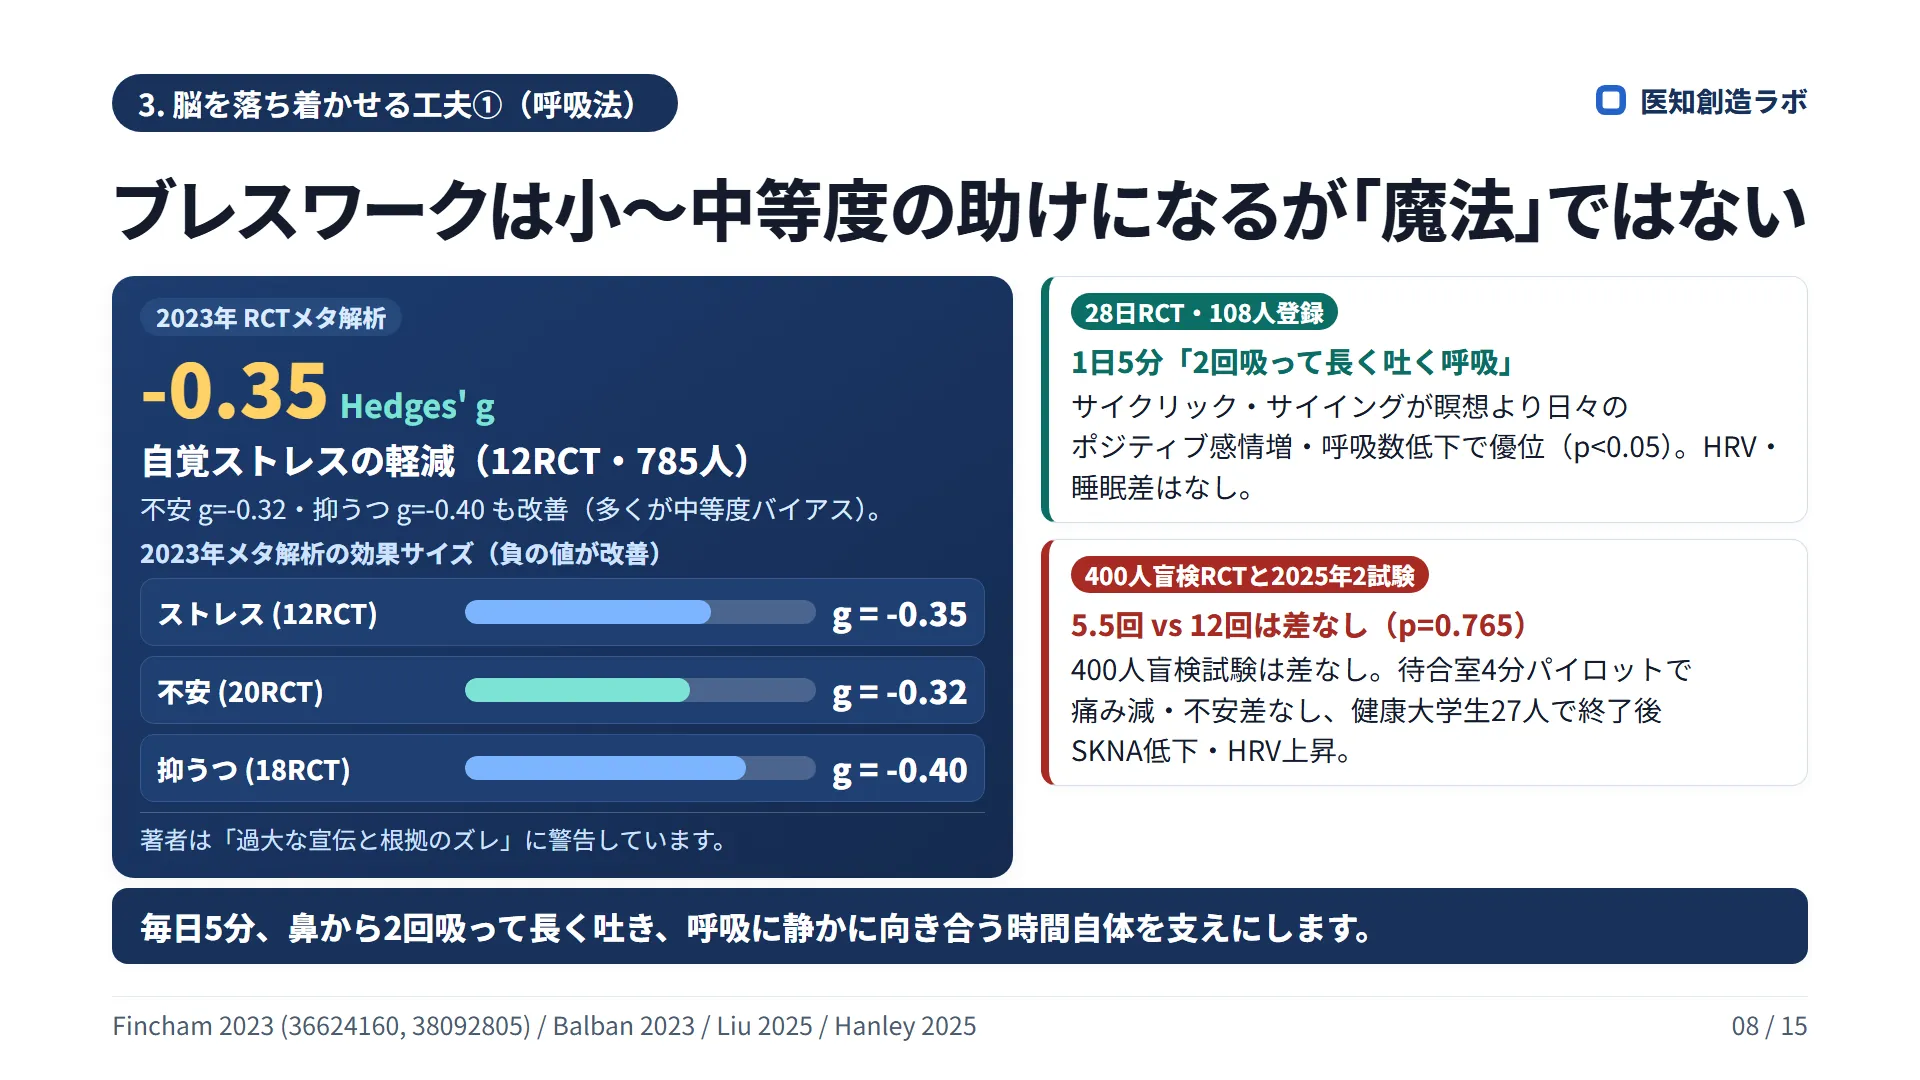 3. 脳を落ち着かせる工夫①（呼吸法）
医知創造ラボ
ブレスワークは小〜中等度の助けになるが「魔法」ではない
2023年 RCTメタ解析
-0.35 Hedges' g
自覚ストレスの軽減（12RCT・785人）
不安 g=-0.32・抑うつ g=-0.40 も改善（多くが中等度バイアス）。
2023年メタ解析の効果サイズ（負の値が改善）
ストレス (12RCT) g = -0.35
不安 (20RCT) g = -0.32
抑うつ (18RCT) g = -0.40
著者は「過大な宣伝と根拠のズレ」に警告しています。
28日RCT・108人登録
1日5分「2回吸って長く吐く呼吸」
サイクリック・サイイングが瞑想より日々の
ポジティブ感情増・呼吸数低下で優位（p<0.05）。HRV・
睡眠差はなし。
400人盲検RCTと2025年2試験
5.5回 vs 12回は差なし（p=0.765）
400人盲検試験は差なし。待合室4分パイロットで
痛み減・不安差なし、健康大学生27人で終了後
SKNA低下・HRV上昇。
毎日5分、鼻から2回吸って長く吐き、呼吸に静かに向き合う時間自体を支えにします。
Fincham 2023 (36624160, 38092805) / Balban 2023 / Liu 2025 / Hanley 2025
08 / 15